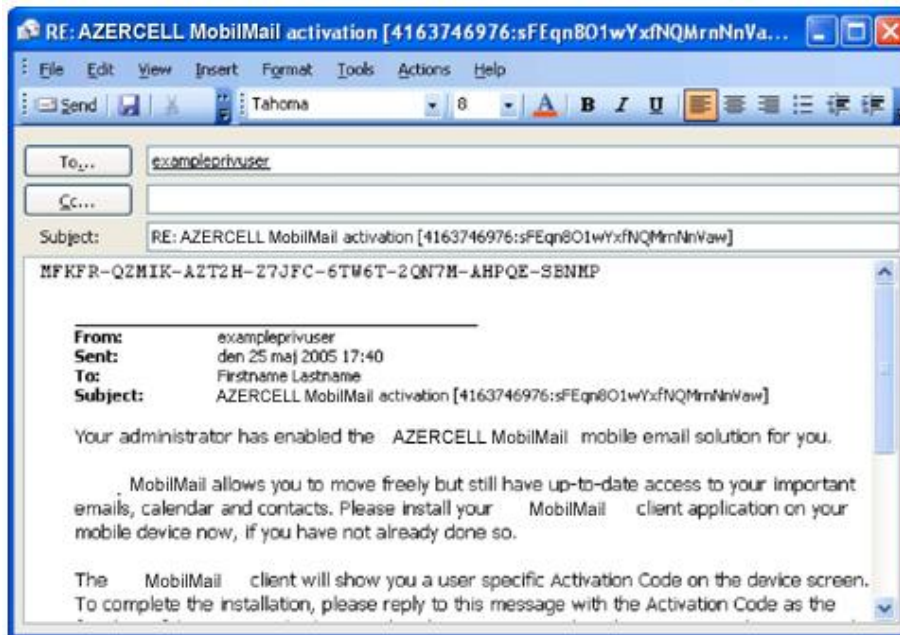 RE: AZERCELL MobilMail activation [4163746976:sFEqn8O1wYxfNQMrnNnVa...
File Edit View Insert Format Tools Actions Help
Send Tahoma 8 A B I U
To... exampleprivuser
Cc...
Subject: RE: AZERCELL MobilMail activation [4163746976:sFEqn8O1wYxfNQMrnNnVaw]
MFKFR-QZMIK-AZT2H-Z7JFC-6TW6T-2QN7M-AHPQE-SBNMP
From: exampleprivuser
Sent: den 25 maj 2005 17:40
To: Firstname Lastname
Subject: AZERCELL MobilMail activation [4163746976:sFEqn8O1wYxfNQMrnNnVaw]
Your administrator has enabled the AZERCELL MobilMail mobile email solution for you.
MobilMail allows you to move freely but still have up-to-date access to your important
emails, calendar and contacts. Please install your MobilMail client application on your
mobile device now, if you have not already done so.
The MobilMail client will show you a user specific Activation Code on the device screen.
To complete the installation, please reply to this message with the Activation Code as the